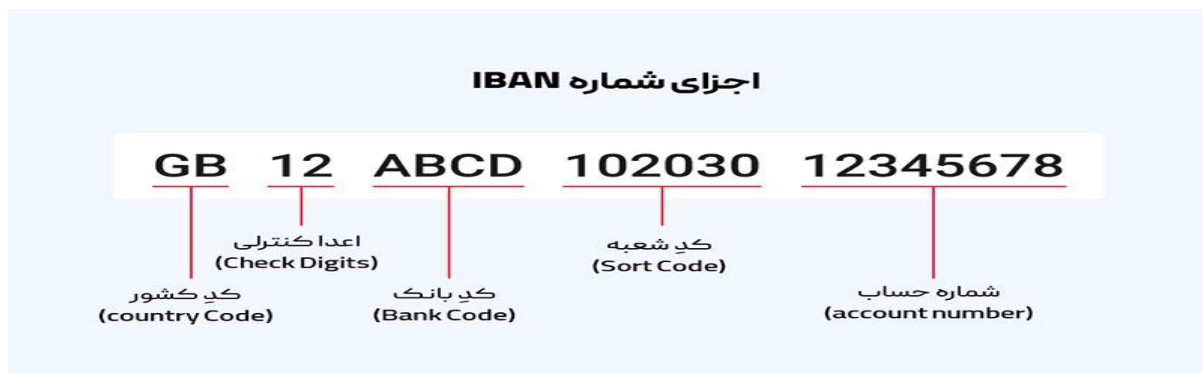 اجزای شماره IBAN
GB 12 ABCD 102030 12345678
اعدا کنترلی
(Check Digits)
کدِ شعبه
(Sort Code)
کدِ کشور
(country Code)
کدِ بانک
(Bank Code)
شماره حساب
(account number)